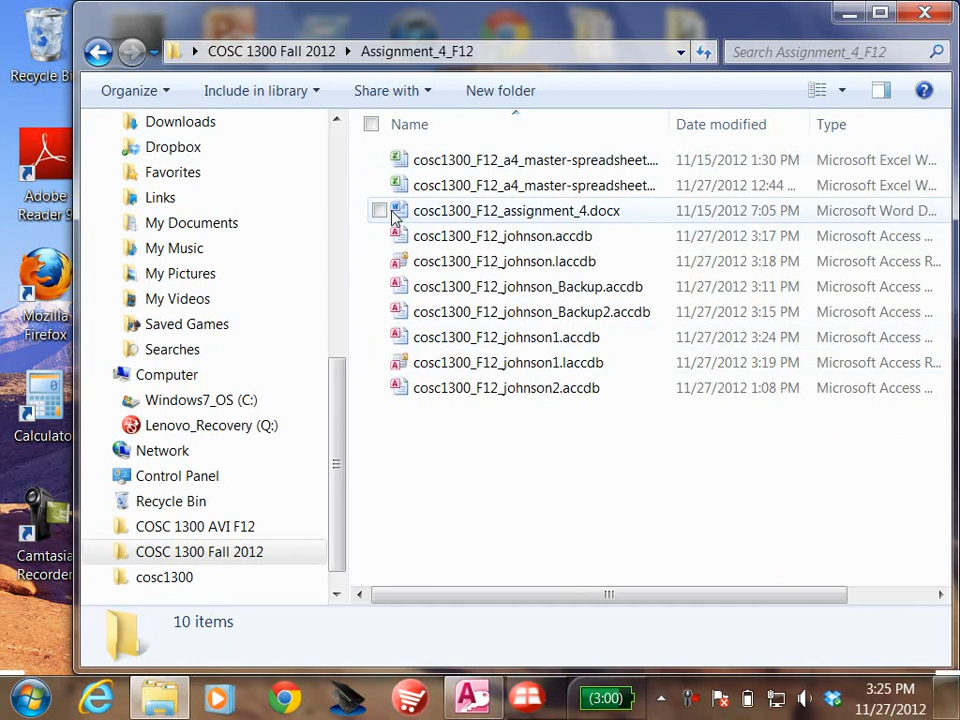 Recycle Bin
COSC 1300 Fall 2012 Assignment_4_F12
Search Assignment_4_F12
Organize Include in library Share with New folder
Adobe
Reader 9
Mozilla
Firefox
Calculato
Camtasia
Recorder
Downloads
Dropbox
Favorites
Links
My Documents
My Music
My Pictures
My Videos
Saved Games
Searches
Computer
Windows7_OS (C:)
Lenovo_Recovery (Q:)
Network
Control Panel
Recycle Bin
COSC 1300 AVI F12
COSC 1300 Fall 2012
cosc1300
Name Date modified Type
cosc1300_F12_a4_master-spreadsheet.... 11/15/2012 1:30 PM Microsoft Excel W...
cosc1300_F12_a4_master-spreadsheet... 11/15/2012 12:44 ... Microsoft Excel W...
cosc1300_F12_assignment_4.docx 11/15/2012 7:05 PM Microsoft Word D...
cosc1300_F12_johnson.accdb 11/27/2012 3:17 PM Microsoft Access ...
cosc1300_F12_johnson.laccdb 11/27/2012 3:18 PM Microsoft Access R...
cosc1300_F12_johnson_Backup.accdb 11/27/2012 3:11 PM Microsoft Access ...
cosc1300_F12_johnson_Backup2.accdb 11/27/2012 3:15 PM Microsoft Access ...
cosc1300_F12_johnson1.accdb 11/27/2012 3:24 PM Microsoft Access ...
cosc1300_F12_johnson1.laccdb 11/27/2012 3:19 PM Microsoft Access R...
cosc1300_F12_johnson2.accdb 11/27/2012 1:08 PM Microsoft Access ...
10 items
(3:00)
3:25 PM
11/27/2012